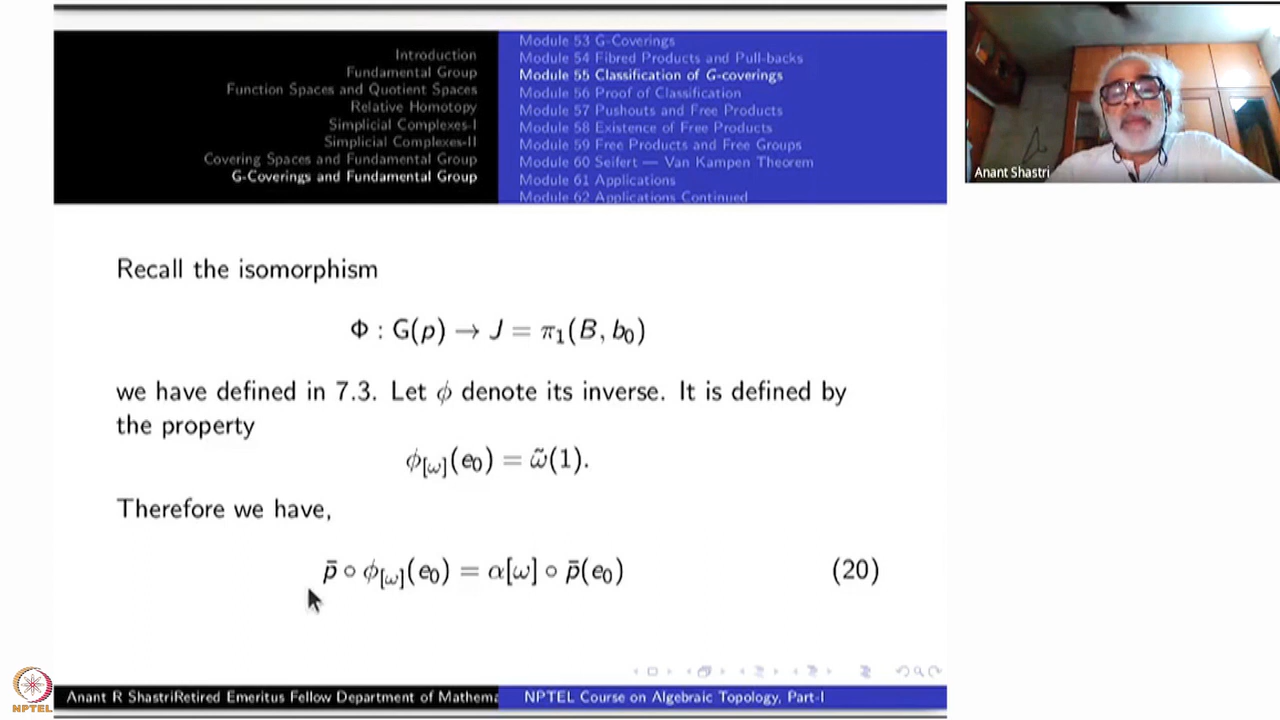 Introduction
Fundamental Group
Function Spaces and Quotient Spaces
Relative Homotopy
Simplicial Complexes-I
Simplicial Complexes-II
Covering Spaces and Fundamental Group
G-Coverings and Fundamental Group
Module 53 G-Coverings
Module 54 Fibred Products and Pull-backs
Module 55 Classification of G-coverings
Module 56 Proof of Classification
Module 57 Pushouts and Free Products
Module 58 Existence of Free Products
Module 59 Free Products and Free Groups
Module 60 Seifert — Van Kampen Theorem
Module 61 Applications
Module 62 Applications Continued
Anant Shastri
Recall the isomorphism
Φ : G(p) → J = π₁(B, b₀)
we have defined in 7.3. Let ϕ denote its inverse. It is defined by
the property
ϕ_[ω](e₀) = ω̃(1).
Therefore we have,
p̄ ∘ ϕ_[ω](e₀) = α[ω] ∘ p̄(e₀) (20)
NPTEL
Anant R ShastriRetired Emeritus Fellow Department of Mathema
NPTEL Course on Algebraic Topology, Part-I